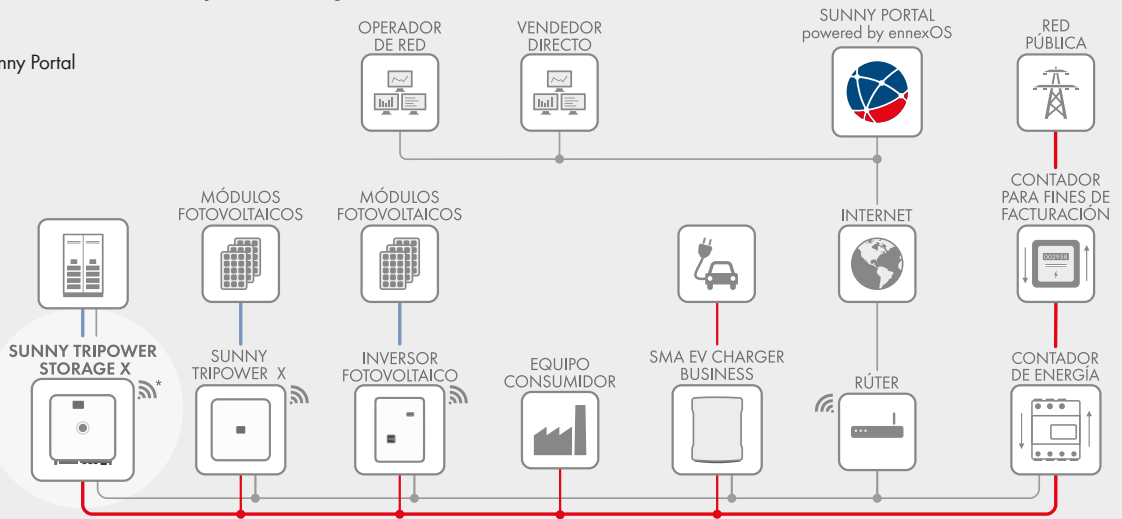 OPERADOR
DE RED
VENDEDOR
DIRECTO
SUNNY PORTAL
powered by ennexOS
RED
PÚBLICA
nny Portal
MÓDULOS
FOTOVOLTAICOS
MÓDULOS
FOTOVOLTAICOS
INTERNET
CONTADOR
PARA FINES DE
FACTURACIÓN
002958
SUNNY TRIPOWER
STORAGE X
*
SUNNY
TRIPOWER X
INVERSOR
FOTOVOLTAICO
EQUIPO
CONSUMIDOR
SMA EV CHARGER
BUSINESS
RÚTER
CONTADOR
DE ENERGÍA